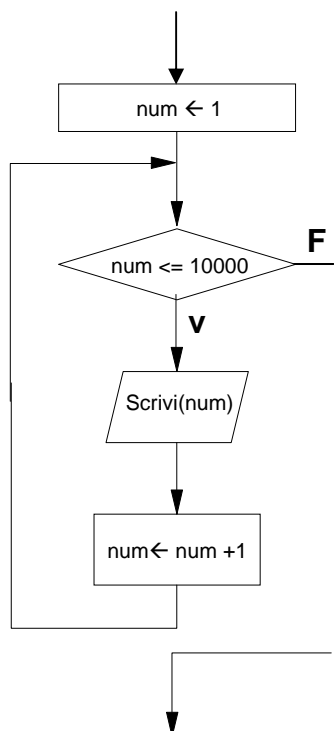 num ← 1
num <= 10000
F
V
Scrivi(num)
num← num +1